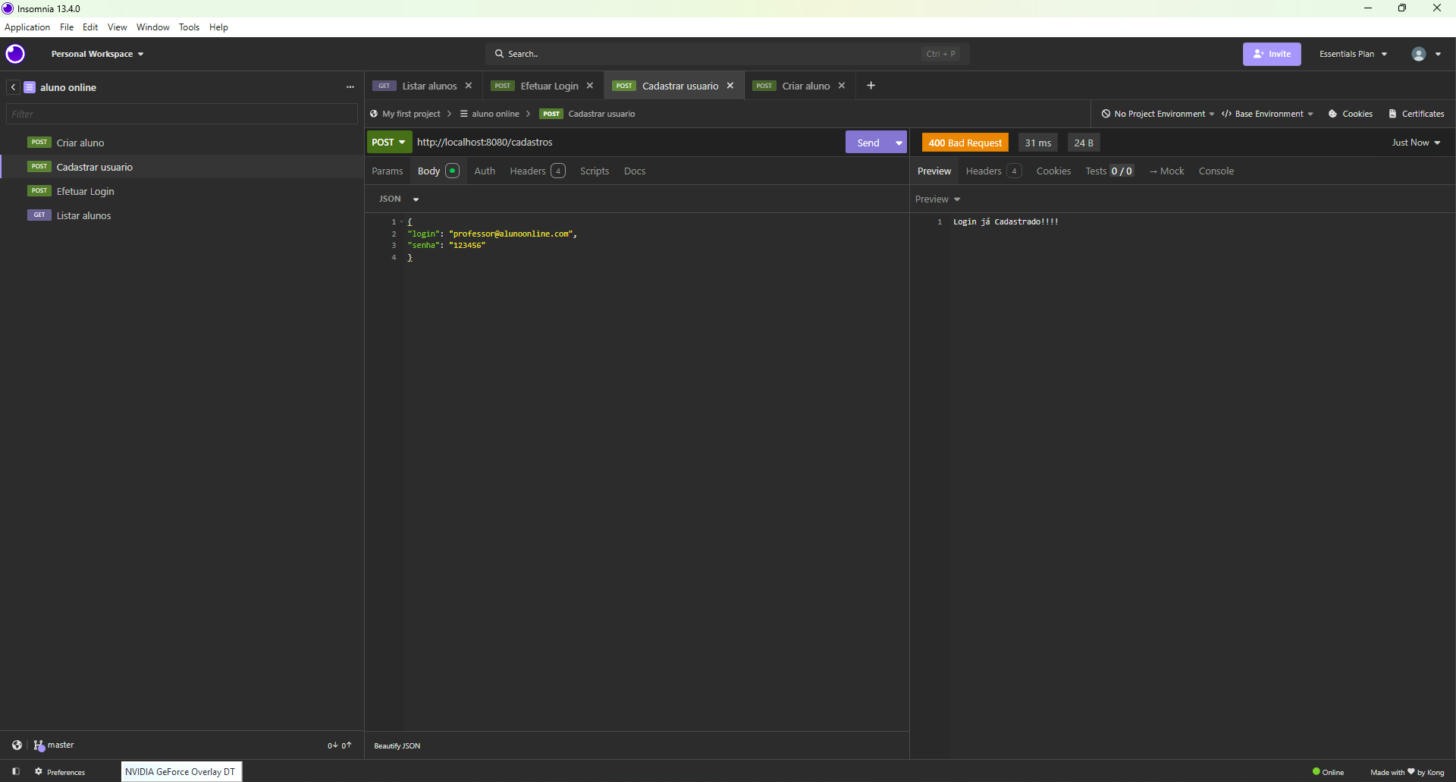 Insomnia 13.4.0
Application File Edit View Window Tools Help
Personal Workspace
Search..
Ctrl + P
Invite
Essentials Plan
aluno online
Filter
POST Criar aluno
POST Cadastrar usuario
POST Efetuar Login
GET Listar alunos
GET Listar alunos
POST Efetuar Login
POST Cadastrar usuario
POST Criar aluno
My first project > aluno online > POST Cadastrar usuario
No Project Environment
</> Base Environment
Cookies
Certificates
POST http://localhost:8080/cadastros
Send
400 Bad Request 31 ms 24 B
Just Now
Params Body Auth Headers 4 Scripts Docs
Preview Headers 4 Cookies Tests 0 / 0 → Mock Console
JSON
Preview
1 {
2 "login": "professor@alunoonline.com",
3 "senha": "123456"
4 }
1 Login já Cadastrado!!!!
master
0↓ 0↑
Beautify JSON
Preferences
NVIDIA GeForce Overlay DT
Online
Made with ♥ by Kong